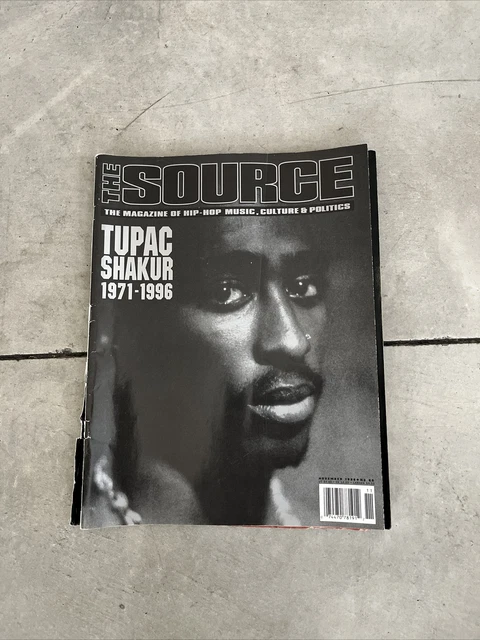 THE SOURCE
THE MAGAZINE OF HIP-HOP MUSIC, CULTURE & POLITICS
TUPAC
SHAKUR
1971-1996